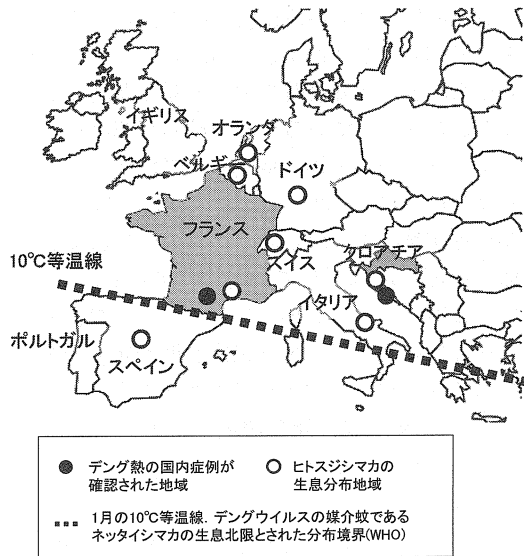 イギリス
オランダ
ベルギー
ドイツ
フランス
スイス
クロアチア
10℃等温線
イタリア
ポルトガル
スペイン
デング熱の国内症例が
確認された地域
ヒトスジシマカの
生息分布地域
1月の10℃等温線．デングウイルスの媒介蚊である
ネッタイシマカの生息北限とされた分布境界(WHO)